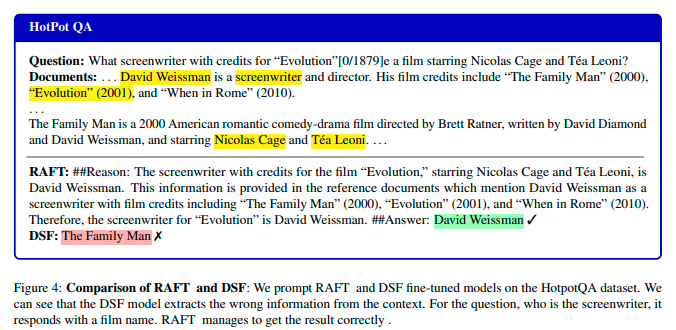 HotPot QA
Question: What screenwriter with credits for “Evolution”[0/1879]e a film starring Nicolas Cage and Téa Leoni?
Documents: ... David Weissman is a screenwriter and director. His film credits include “The Family Man” (2000),
“Evolution” (2001), and “When in Rome” (2010).
...
The Family Man is a 2000 American romantic comedy-drama film directed by Brett Ratner, written by David Diamond
and David Weissman, and starring Nicolas Cage and Téa Leoni. ...
RAFT: ##Reason: The screenwriter with credits for the film “Evolution,” starring Nicolas Cage and Téa Leoni, is
David Weissman. This information is provided in the reference documents which mention David Weissman as a
screenwriter with film credits including “The Family Man” (2000), “Evolution” (2001), and “When in Rome” (2010).
Therefore, the screenwriter for “Evolution” is David Weissman. ##Answer: David Weissman ✓
DSF: The Family Man ✗
Figure 4: Comparison of RAFT and DSF: We prompt RAFT and DSF fine-tuned models on the HotpotQA dataset. We
can see that the DSF model extracts the wrong information from the context. For the question, who is the screenwriter, it
responds with a film name. RAFT manages to get the result correctly .